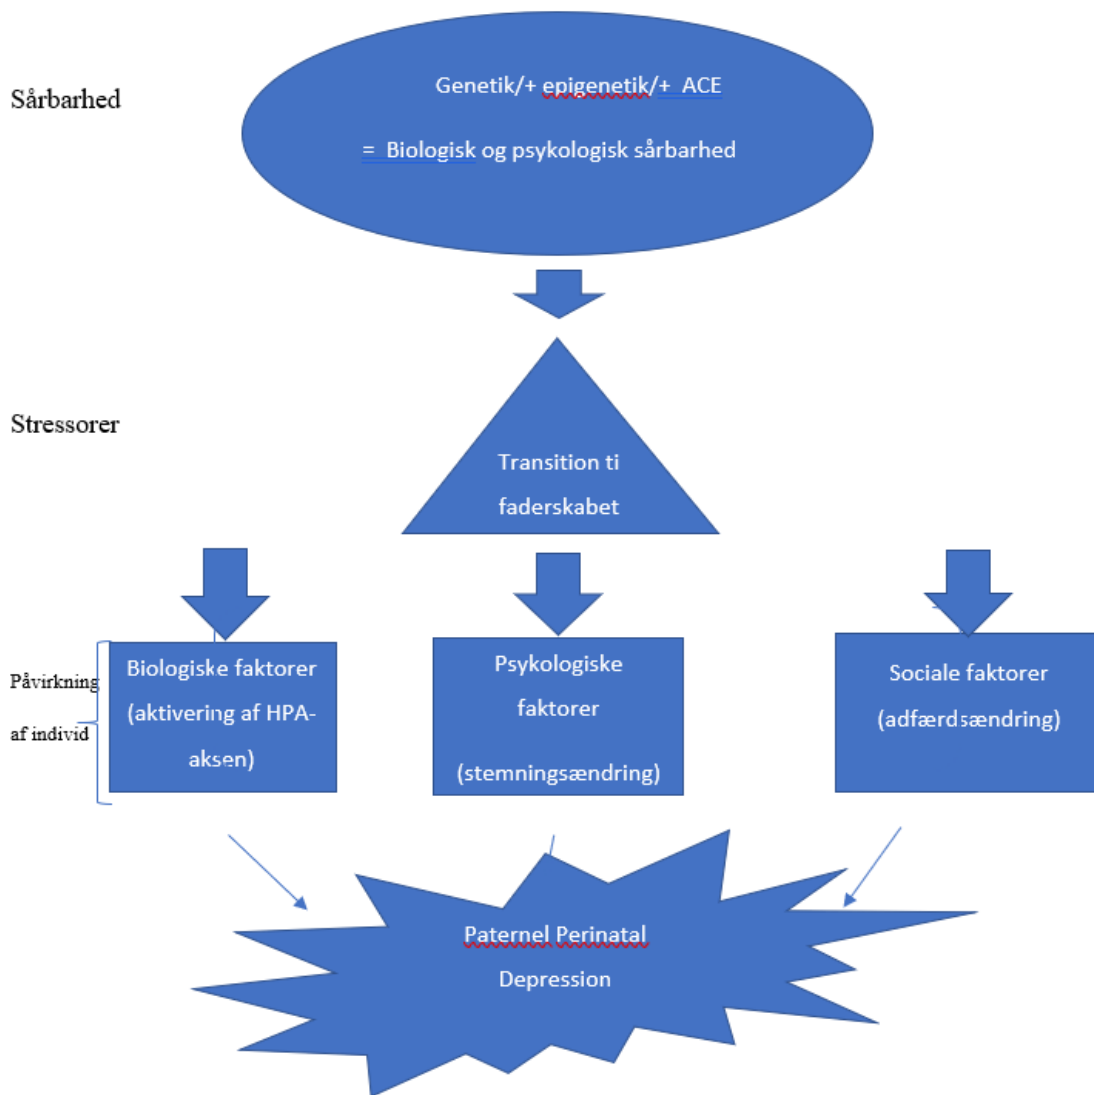 Sårbarhed
Genetik/+ epigenetik/+ ACE
= Biologisk og psykologisk sårbarhed
Stressorer
Transition ti
faderskabet
Påvirkning
af individ
Biologiske faktorer
(aktivering af HPA-
aksen)
Psykologiske
faktorer
(stemningsændring)
Sociale faktorer
(adfærdsændring)
Paternel Perinatal
Depression